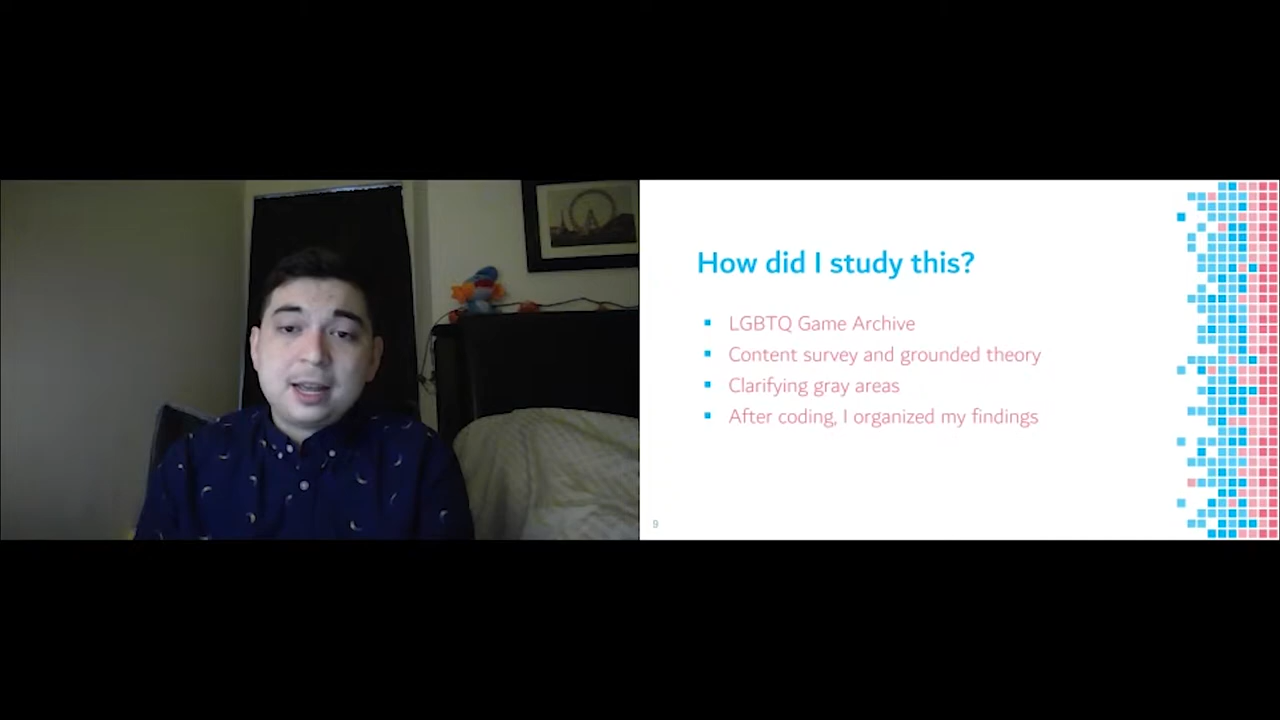 How did I study this?
LGBTQ Game Archive
Content survey and grounded theory
Clarifying gray areas
After coding, I organized my findings
9